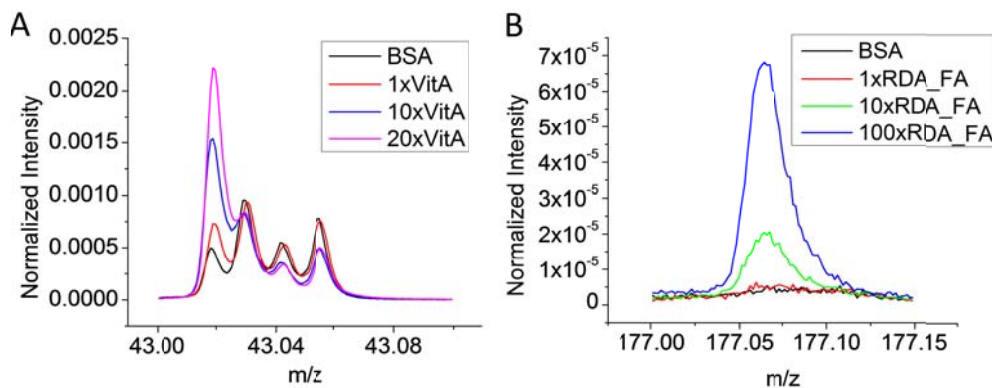 A
Normalized Intensity
0.0025
0.0020
0.0015
0.0010
0.0005
0.0000
43.00
43.04
43.08
m/z
BSA
1xVitA
10xVitA
20xVitA
B
Normalized Intensity
7x10-5
6x10-5
5x10-5
4x10-5
3x10-5
2x10-5
1x10-5
0
177.00
177.05
177.10
177.15
m/z
BSA
1xRDA_FA
10xRDA_FA
100xRDA_FA